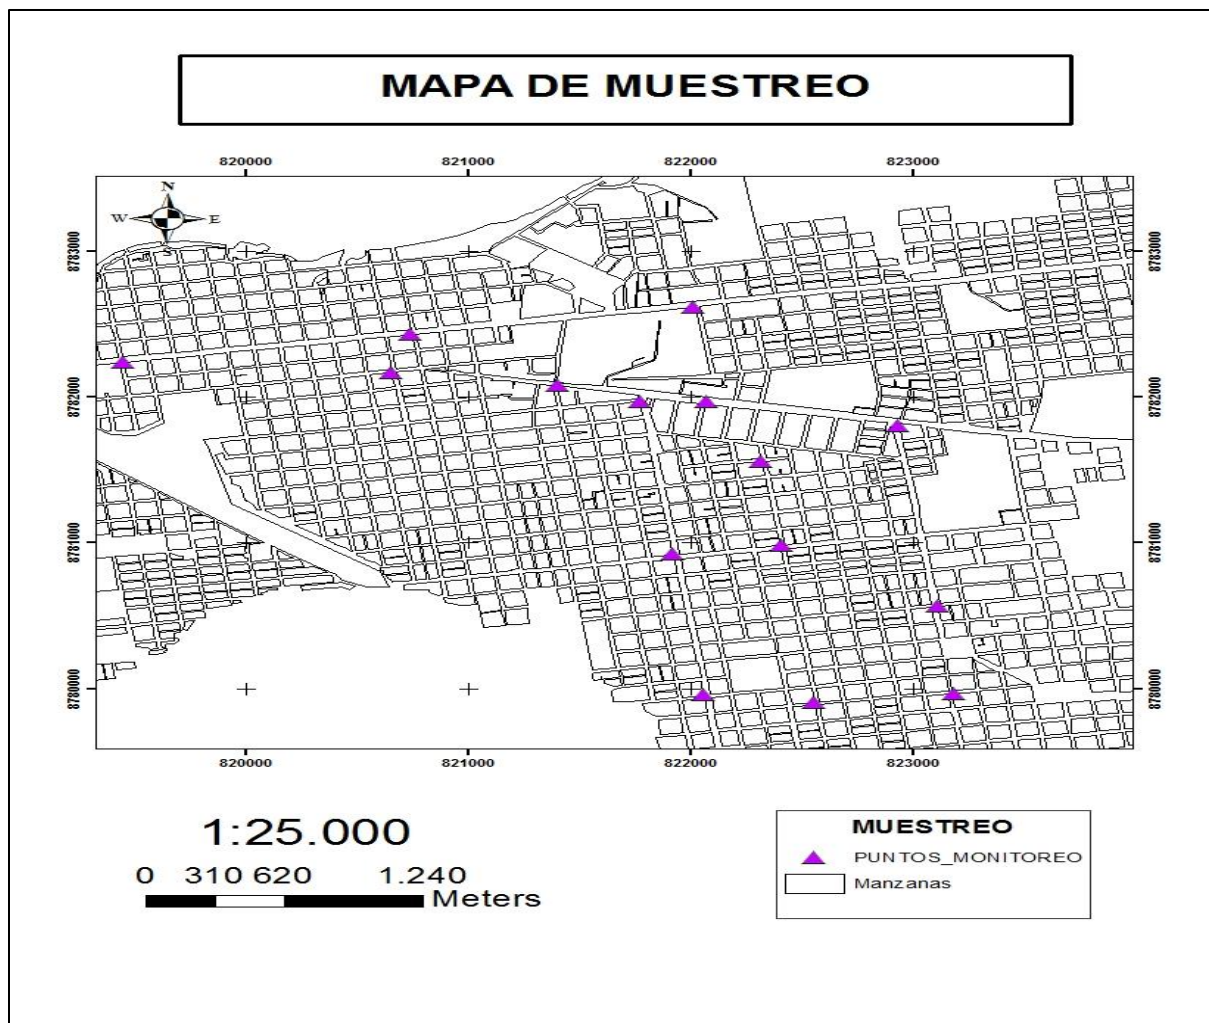 MAPA DE MUESTREO
820000 821000 822000 823000
N
W E
S
8783000 8783000
8782000 8782000
8781000 8781000
8780000 8780000
820000 821000 822000 823000
1:25.000
0 310 620 1.240
Meters
MUESTREO
PUNTOS_MONITOREO
Manzanas